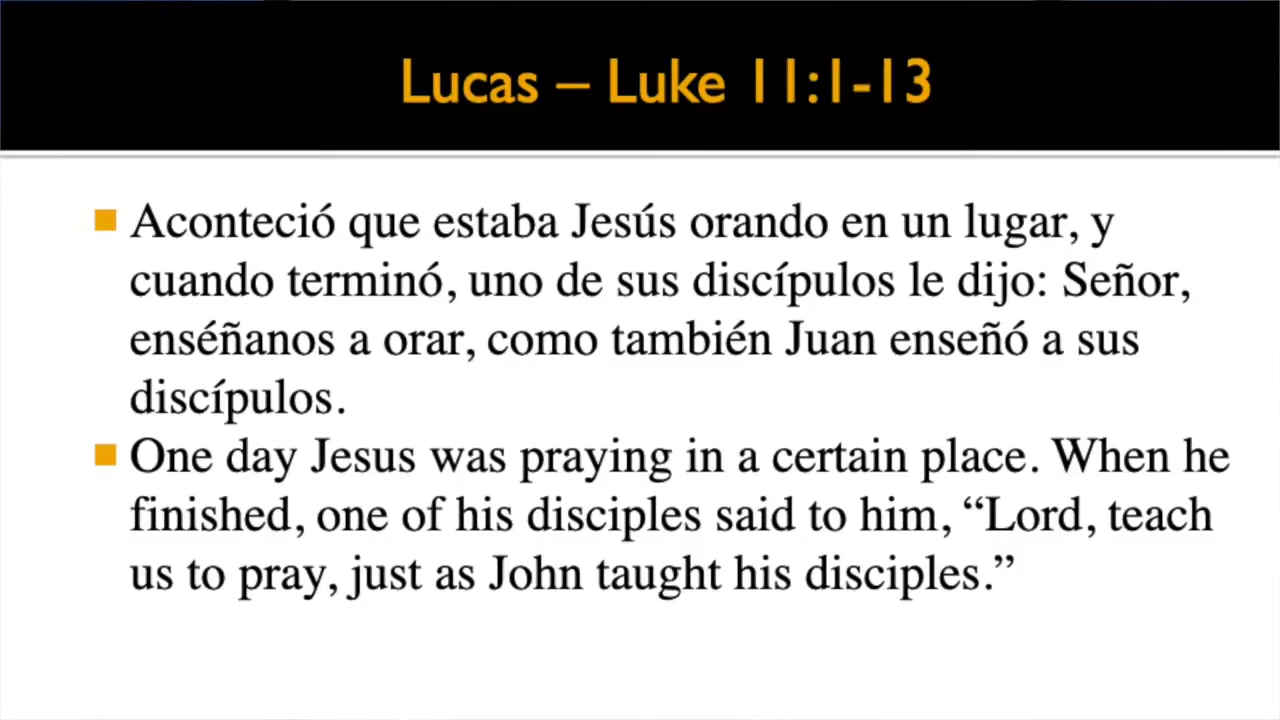 Lucas – Luke 11:1-13
Aconteció que estaba Jesús orando en un lugar, y
cuando terminó, uno de sus discípulos le dijo: Señor,
enséñanos a orar, como también Juan enseñó a sus
discípulos.
One day Jesus was praying in a certain place. When he
finished, one of his disciples said to him, “Lord, teach
us to pray, just as John taught his disciples.”